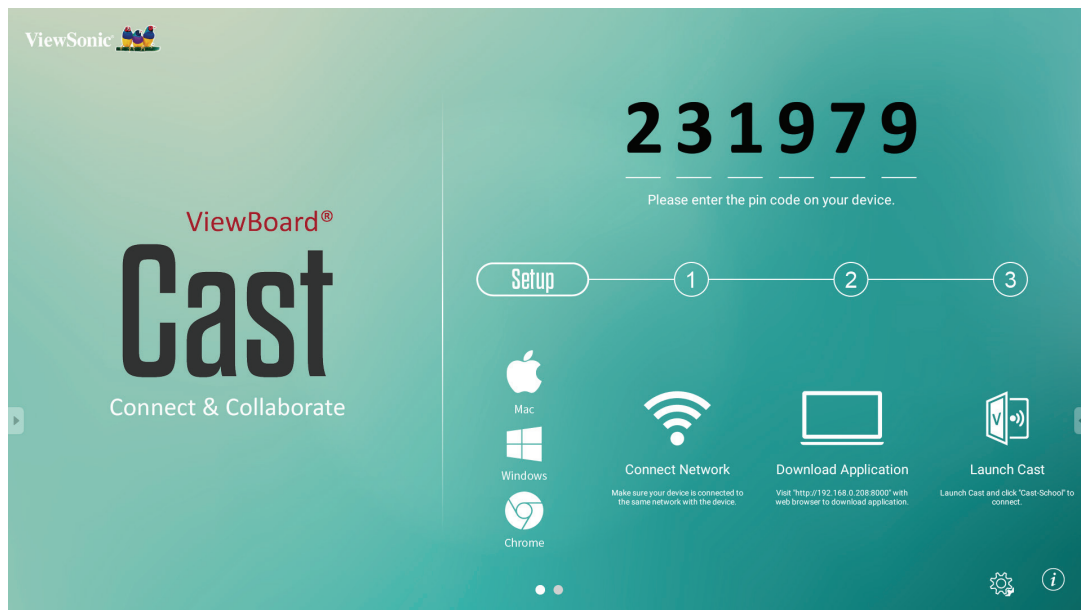 ViewSonic
231979
Please enter the pin code on your device.
ViewBoard®
Cast
Connect & Collaborate
Setup
1
2
3
Mac
Windows
Chrome
Connect Network
Make sure your device is connected to
the same network with the device.
Download Application
Visit "http://192.168.0.208:8000" with
web browser to download application.
V
Launch Cast
Launch Cast and click "Cast-School" to
connect.
i